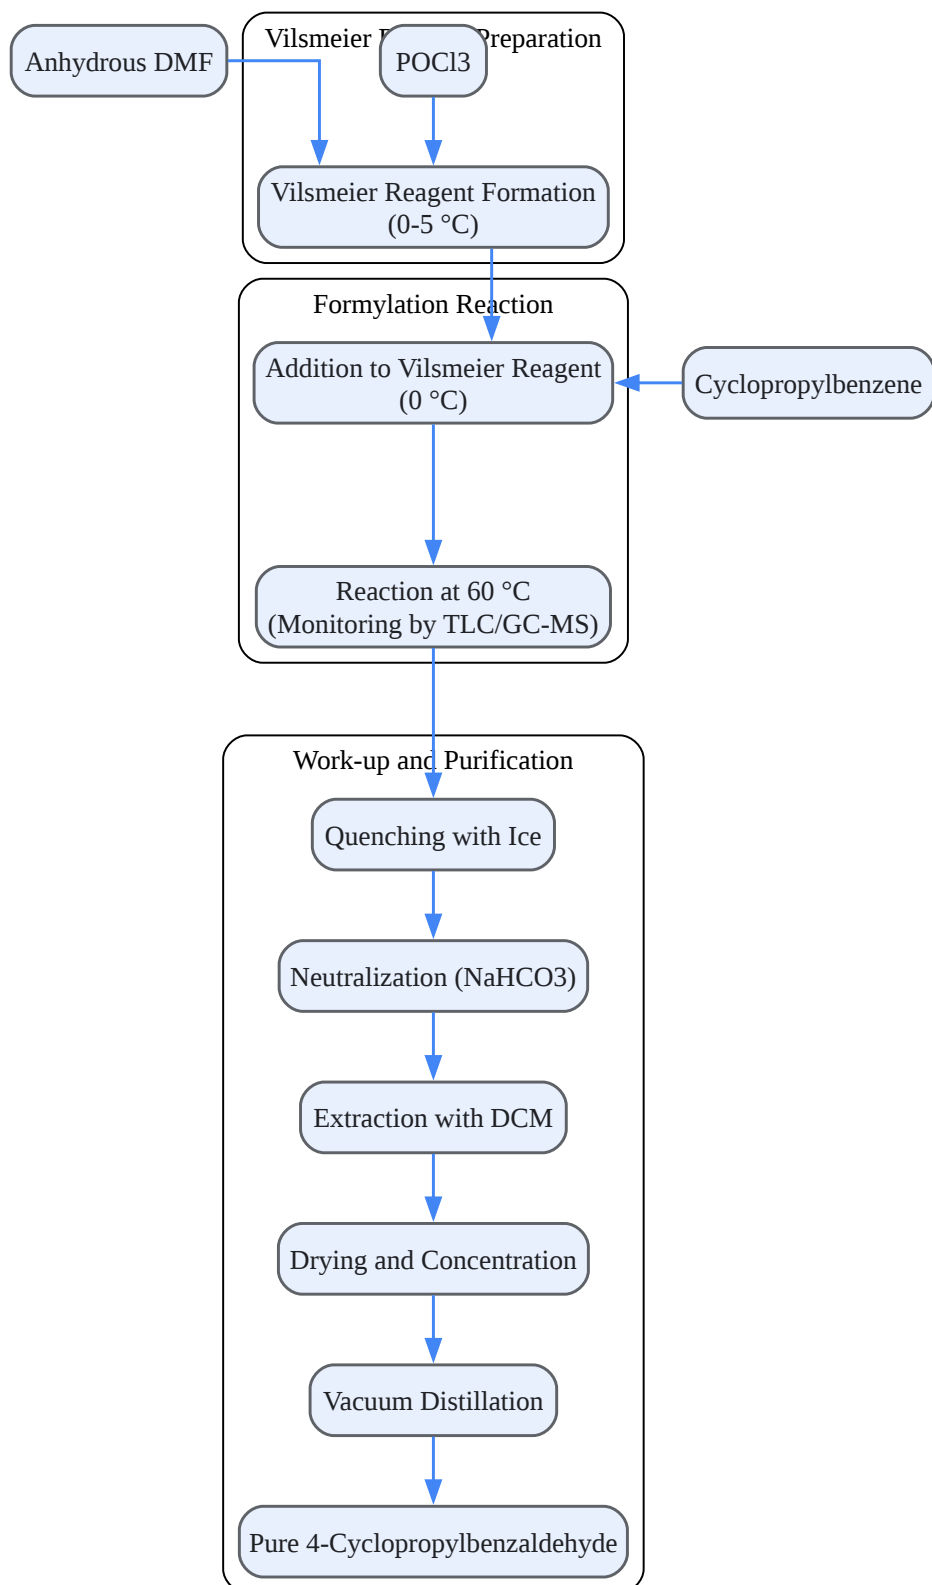 Vilsmeier Preparation
Anhydrous DMF
POCl3
Vilsmeier Reagent Formation
(0-5 °C)
Formylation Reaction
Addition to Vilsmeier Reagent
(0 °C)
Cyclopropylbenzene
Reaction at 60 °C
(Monitoring by TLC/GC-MS)
Work-up and Purification
Quenching with Ice
Neutralization (NaHCO3)
Extraction with DCM
Drying and Concentration
Vacuum Distillation
Pure 4-Cyclopropylbenzaldehyde